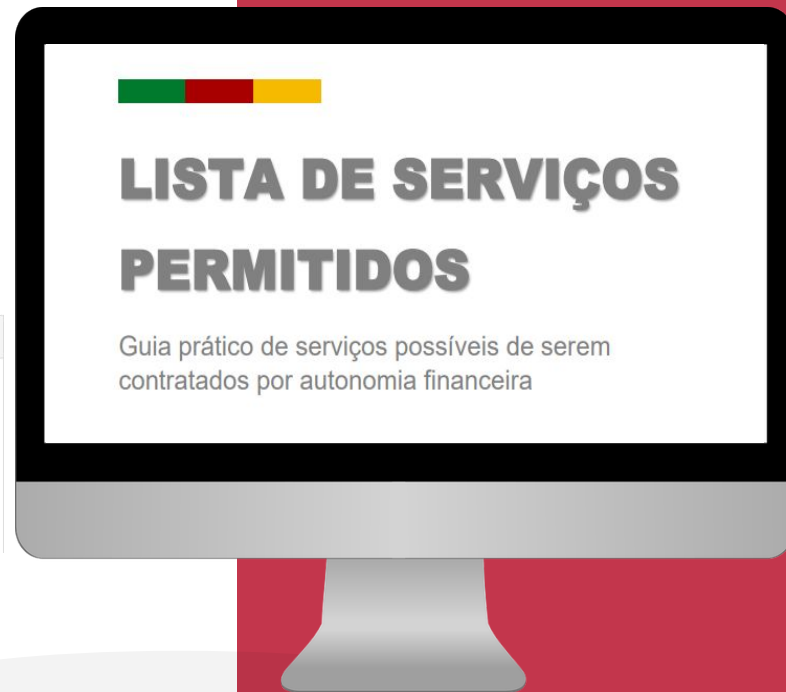 LISTA DE SERVIÇOS
PERMITIDOS
Guia prático de serviços possíveis de serem
contratados por autonomia financeira